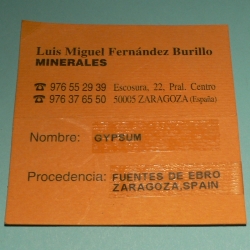 Luis Miguel Fernández Burillo
MINERALES
☎ 976 55 29 39 Escosura, 22, Pral. Centro
☎ 976 37 65 50 50005 ZARAGOZA (España)
Nombre: GYPSUM
Procedencia: FUENTES DE EBRO
ZARAGOZA, SPAIN